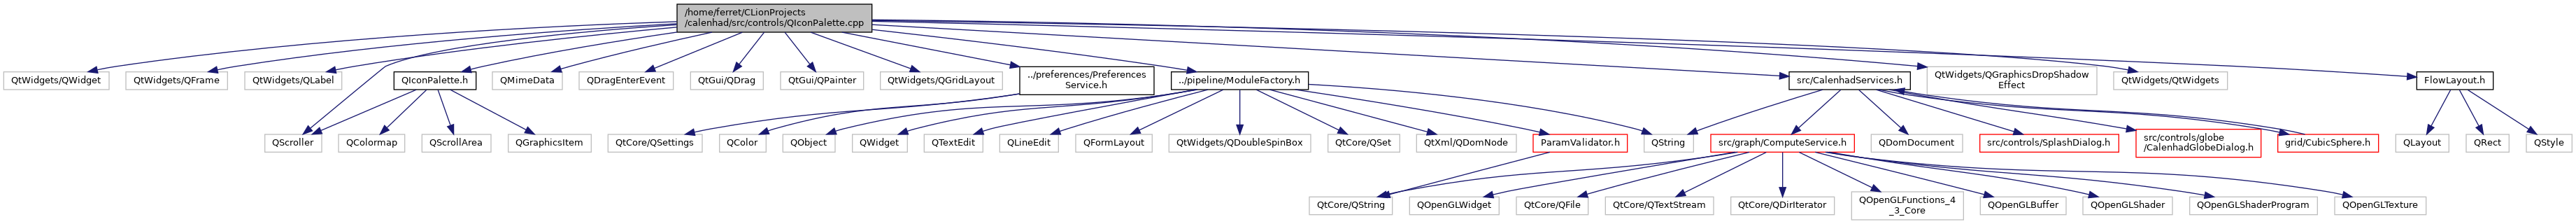 /home/ferret/CLionProjects
/calenhad/src/controls/QIconPalette.cpp
QtWidgets/QWidget
QtWidgets/QFrame
QtWidgets/QLabel
QIconPalette.h
QMimeData
QDragEnterEvent
QtGui/QDrag
QtGui/QPainter
QtWidgets/QGridLayout
../preferences/Preferences
Service.h
../pipeline/ModuleFactory.h
src/CalenhadServices.h
QtWidgets/QGraphicsDropShadow
Effect
QtWidgets/QtWidgets
FlowLayout.h
QScroller
QColormap
QScrollArea
QGraphicsItem
QtCore/QSettings
QColor
QObject
QWidget
QTextEdit
QLineEdit
QFormLayout
QtWidgets/QDoubleSpinBox
QtCore/QSet
QtXml/QDomNode
ParamValidator.h
QString
src/graph/ComputeService.h
QDomDocument
src/controls/SplashDialog.h
src/controls/globe
/CalenhadGlobeDialog.h
grid/CubicSphere.h
QLayout
QRect
QStyle
QtCore/QString
QOpenGLWidget
QtCore/QFile
QtCore/QTextStream
QtCore/QDirIterator
QOpenGLFunctions_4
_3_Core
QOpenGLBuffer
QOpenGLShader
QOpenGLShaderProgram
QOpenGLTexture